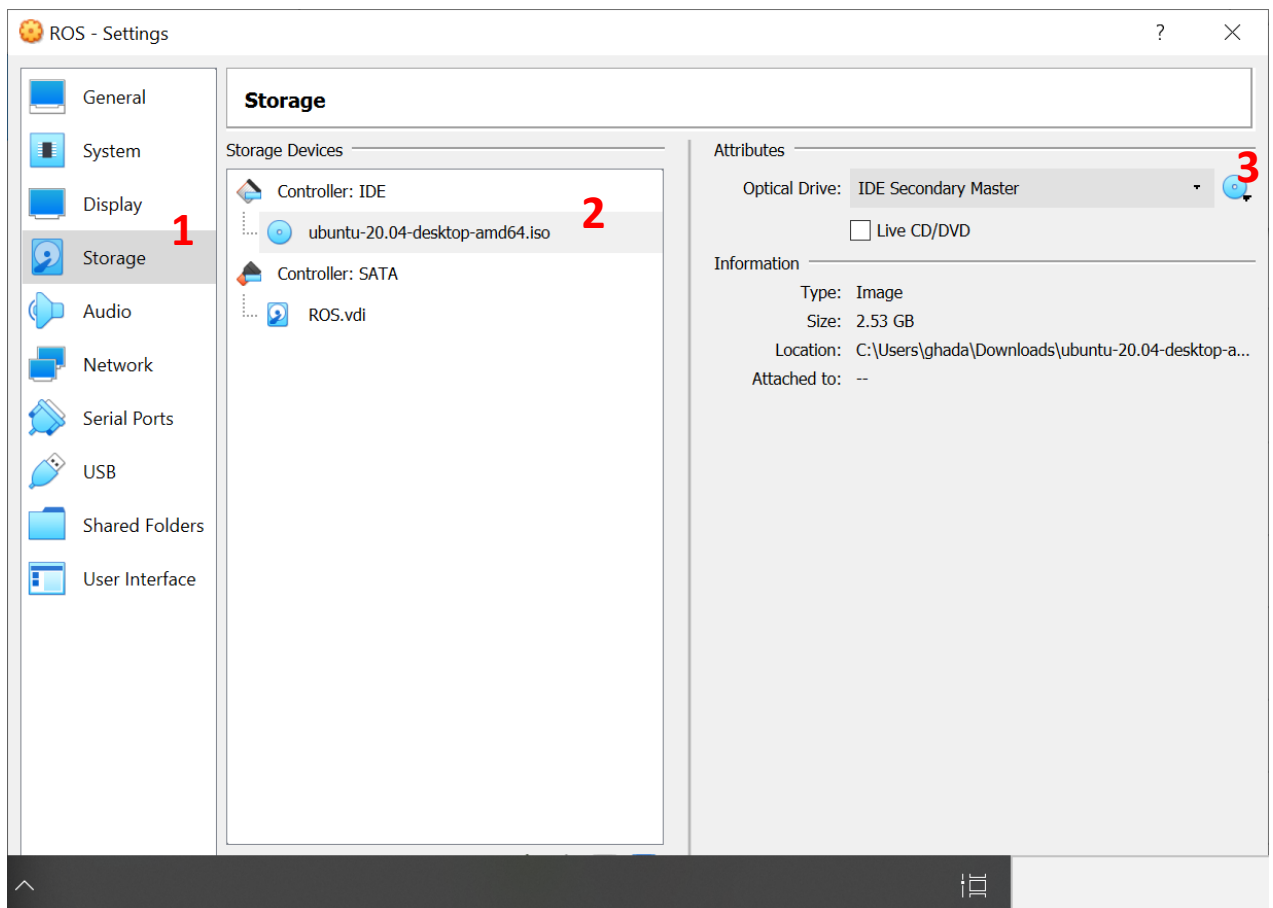 ROS - Settings
?
General
System
Display
1
Storage
Audio
Network
Serial Ports
USB
Shared Folders
User Interface
Storage
Storage Devices
Controller: IDE
2
ubuntu-20.04-desktop-amd64.iso
Controller: SATA
ROS.vdi
Attributes
3
Optical Drive: IDE Secondary Master
Live CD/DVD
Information
Type: Image
Size: 2.53 GB
Location: C:\Users\ghada\Downloads\ubuntu-20.04-desktop-a...
Attached to: --